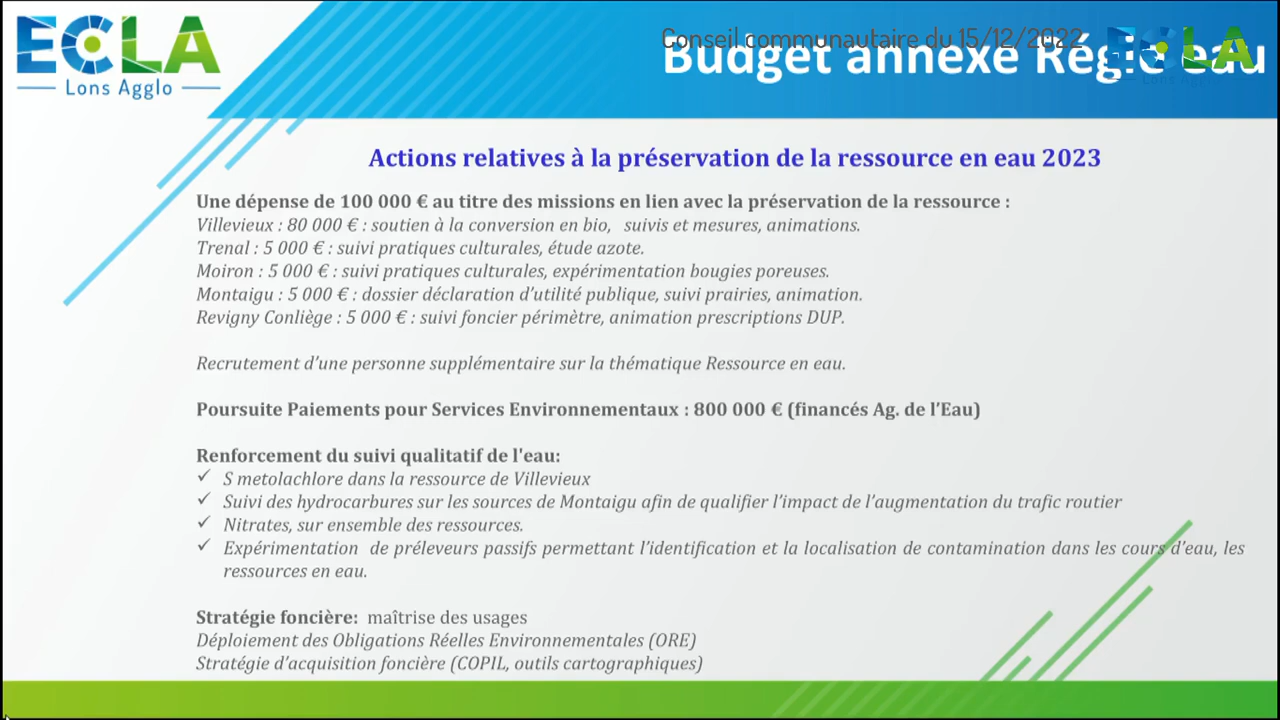 ECLA
Lons Agglo
Conseil communautaire du 15/12/2022
ECLA
Lons Agglo
Budget annexe Régie eau
Actions relatives à la préservation de la ressource en eau 2023
Une dépense de 100 000 € au titre des missions en lien avec la préservation de la ressource :
Villevieux : 80 000 € : soutien à la conversion en bio, suivis et mesures, animations.
Trenal : 5 000 € : suivi pratiques culturales, étude azote.
Moiron : 5 000 € : suivi pratiques culturales, expérimentation bougies poreuses.
Montaigu : 5 000 € : dossier déclaration d’utilité publique, suivi prairies, animation.
Revigny Conliège : 5 000 € : suivi foncier périmètre, animation prescriptions DUP.
Recrutement d’une personne supplémentaire sur la thématique Ressource en eau.
Poursuite Paiements pour Services Environnementaux : 800 000 € (financés Ag. de l’Eau)
Renforcement du suivi qualitatif de l'eau:
✓ S metolachlore dans la ressource de Villevieux
✓ Suivi des hydrocarbures sur les sources de Montaigu afin de qualifier l’impact de l’augmentation du trafic routier
✓ Nitrates, sur ensemble des ressources.
✓ Expérimentation de préleveurs passifs permettant l’identification et la localisation de contamination dans les cours d’eau, les
ressources en eau.
Stratégie foncière: maîtrise des usages
Déploiement des Obligations Réelles Environnementales (ORE)
Stratégie d’acquisition foncière (COPIL, outils cartographiques)